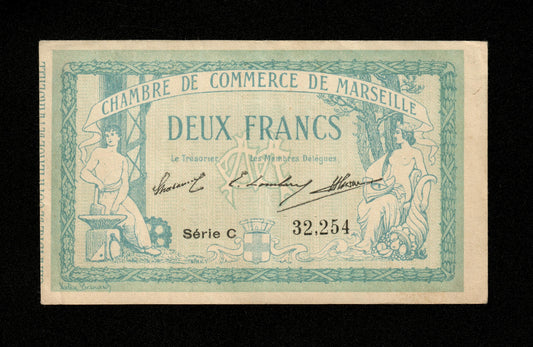 CHAMBRE DE COMMERCE DE MARSEILLE
DEUX FRANCS
Le Trésorier Les Membres Délégués
Série C 32,254